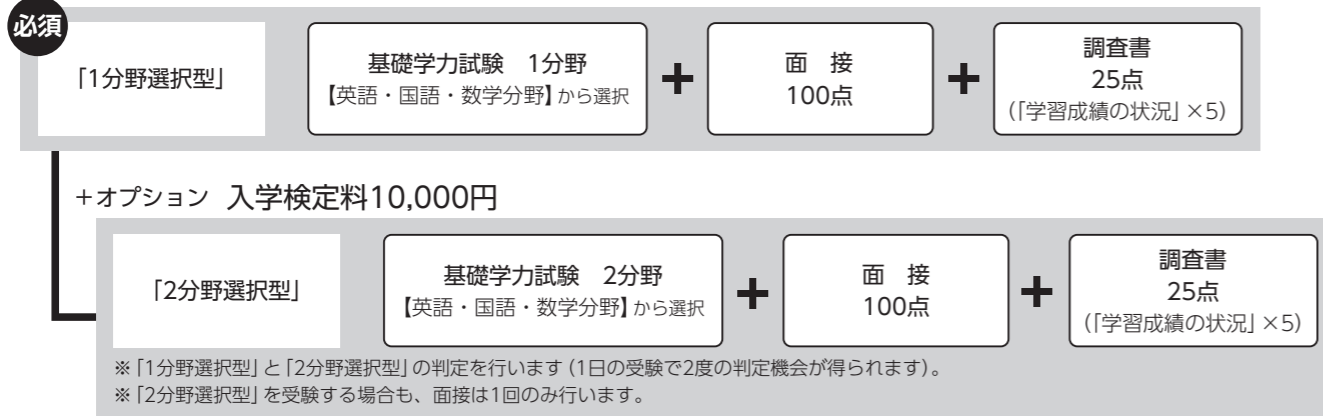 必須
「1分野選択型」
基礎学力試験 1分野
【英語・国語・数学分野】から選択
+
面 接
100点
+
調査書
25点
(「学習成績の状況」×5)
+オプション 入学検定料10,000円
「2分野選択型」
基礎学力試験 2分野
【英語・国語・数学分野】から選択
+
面 接
100点
+
調査書
25点
(「学習成績の状況」×5)
※「1分野選択型」と「2分野選択型」の判定を行います(1日の受験で2度の判定機会が得られます)。
※「2分野選択型」を受験する場合も、面接は1回のみ行います。